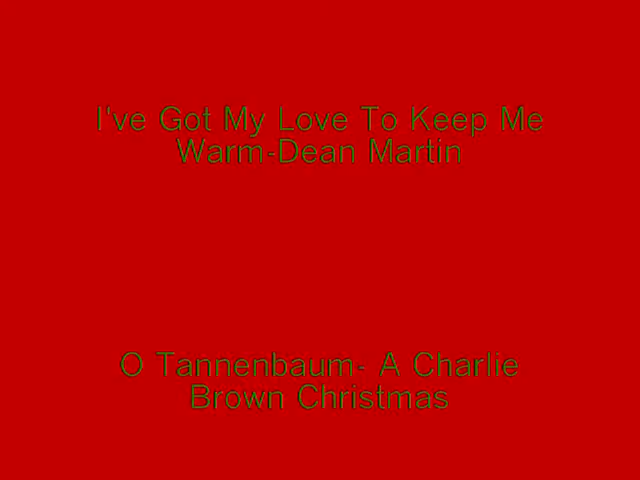 I've Got My Love To Keep Me
Warm-Dean Martin
O Tannenbaum- A Charlie
Brown Christmas